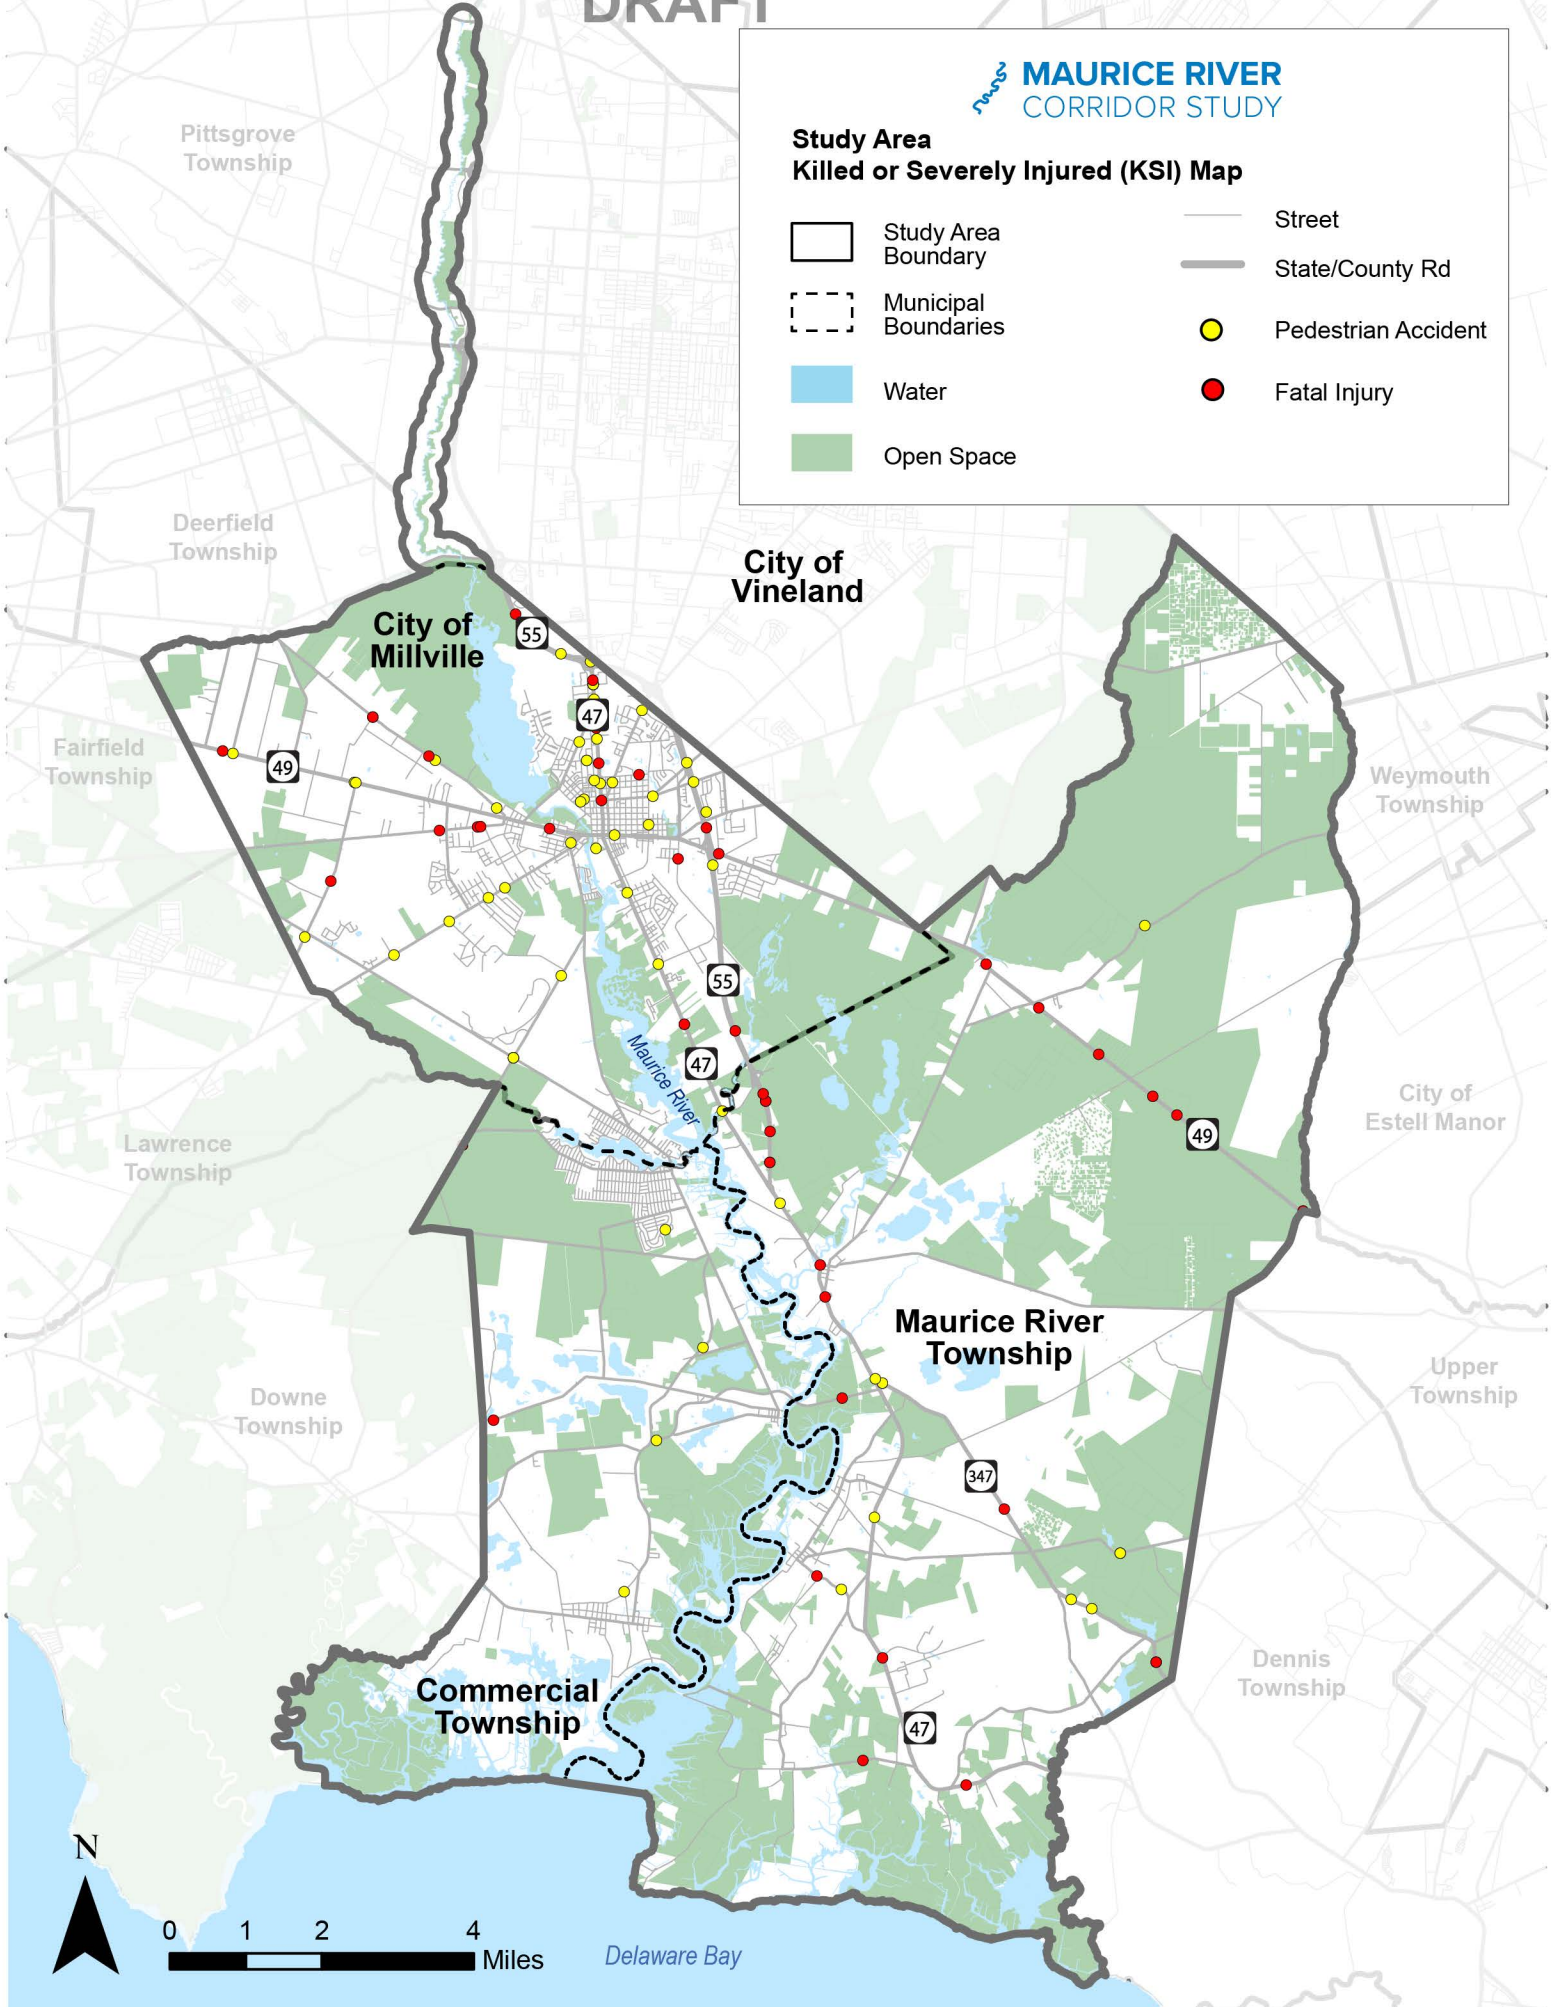 DRAFT
MAURICE RIVER
CORRIDOR STUDY
Study Area
Killed or Severely Injured (KSI) Map
Study Area
Boundary
Municipal
Boundaries
Water
Open Space
Street
State/County Rd
Pedestrian Accident
Fatal Injury
Pittsgrove
Township
Deerfield
Township
City of
Vineland
City of
Millville
55
47
49
Fairfield
Township
Weymouth
Township
55
Maurice River
47
City of
Estell Manor
49
Lawrence
Township
Maurice River
Township
Upper
Township
Downe
Township
347
Dennis
Township
Commercial
Township
47
N
0 1 2 4
Miles
Delaware Bay